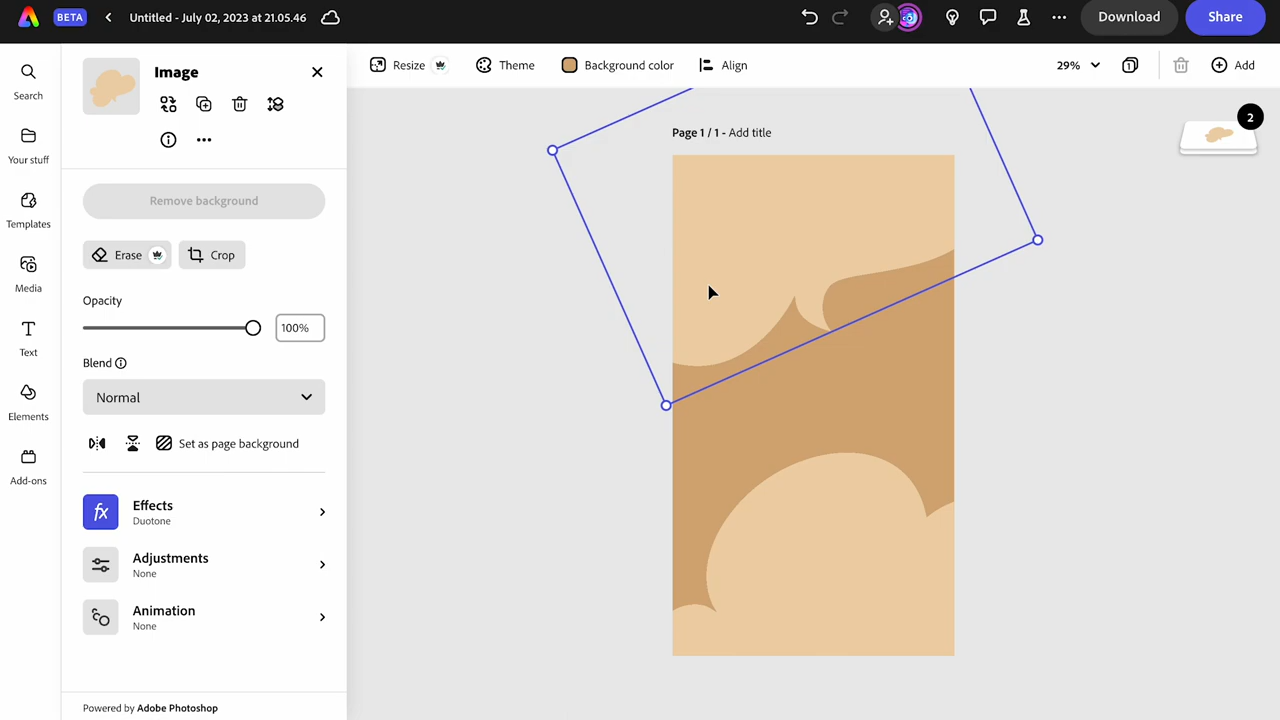 BETA
Untitled - July 02, 2023 at 21.05.46
Download
Share
Search
Your stuff
Templates
Media
Text
Elements
Add-ons
Image
Remove background
Erase
Crop
Opacity
100%
Blend
Normal
Set as page background
Effects
Duotone
Adjustments
None
Animation
None
Powered by Adobe Photoshop
Resize
Theme
Background color
Align
29%
1
Add
Page 1 / 1 - Add title
2